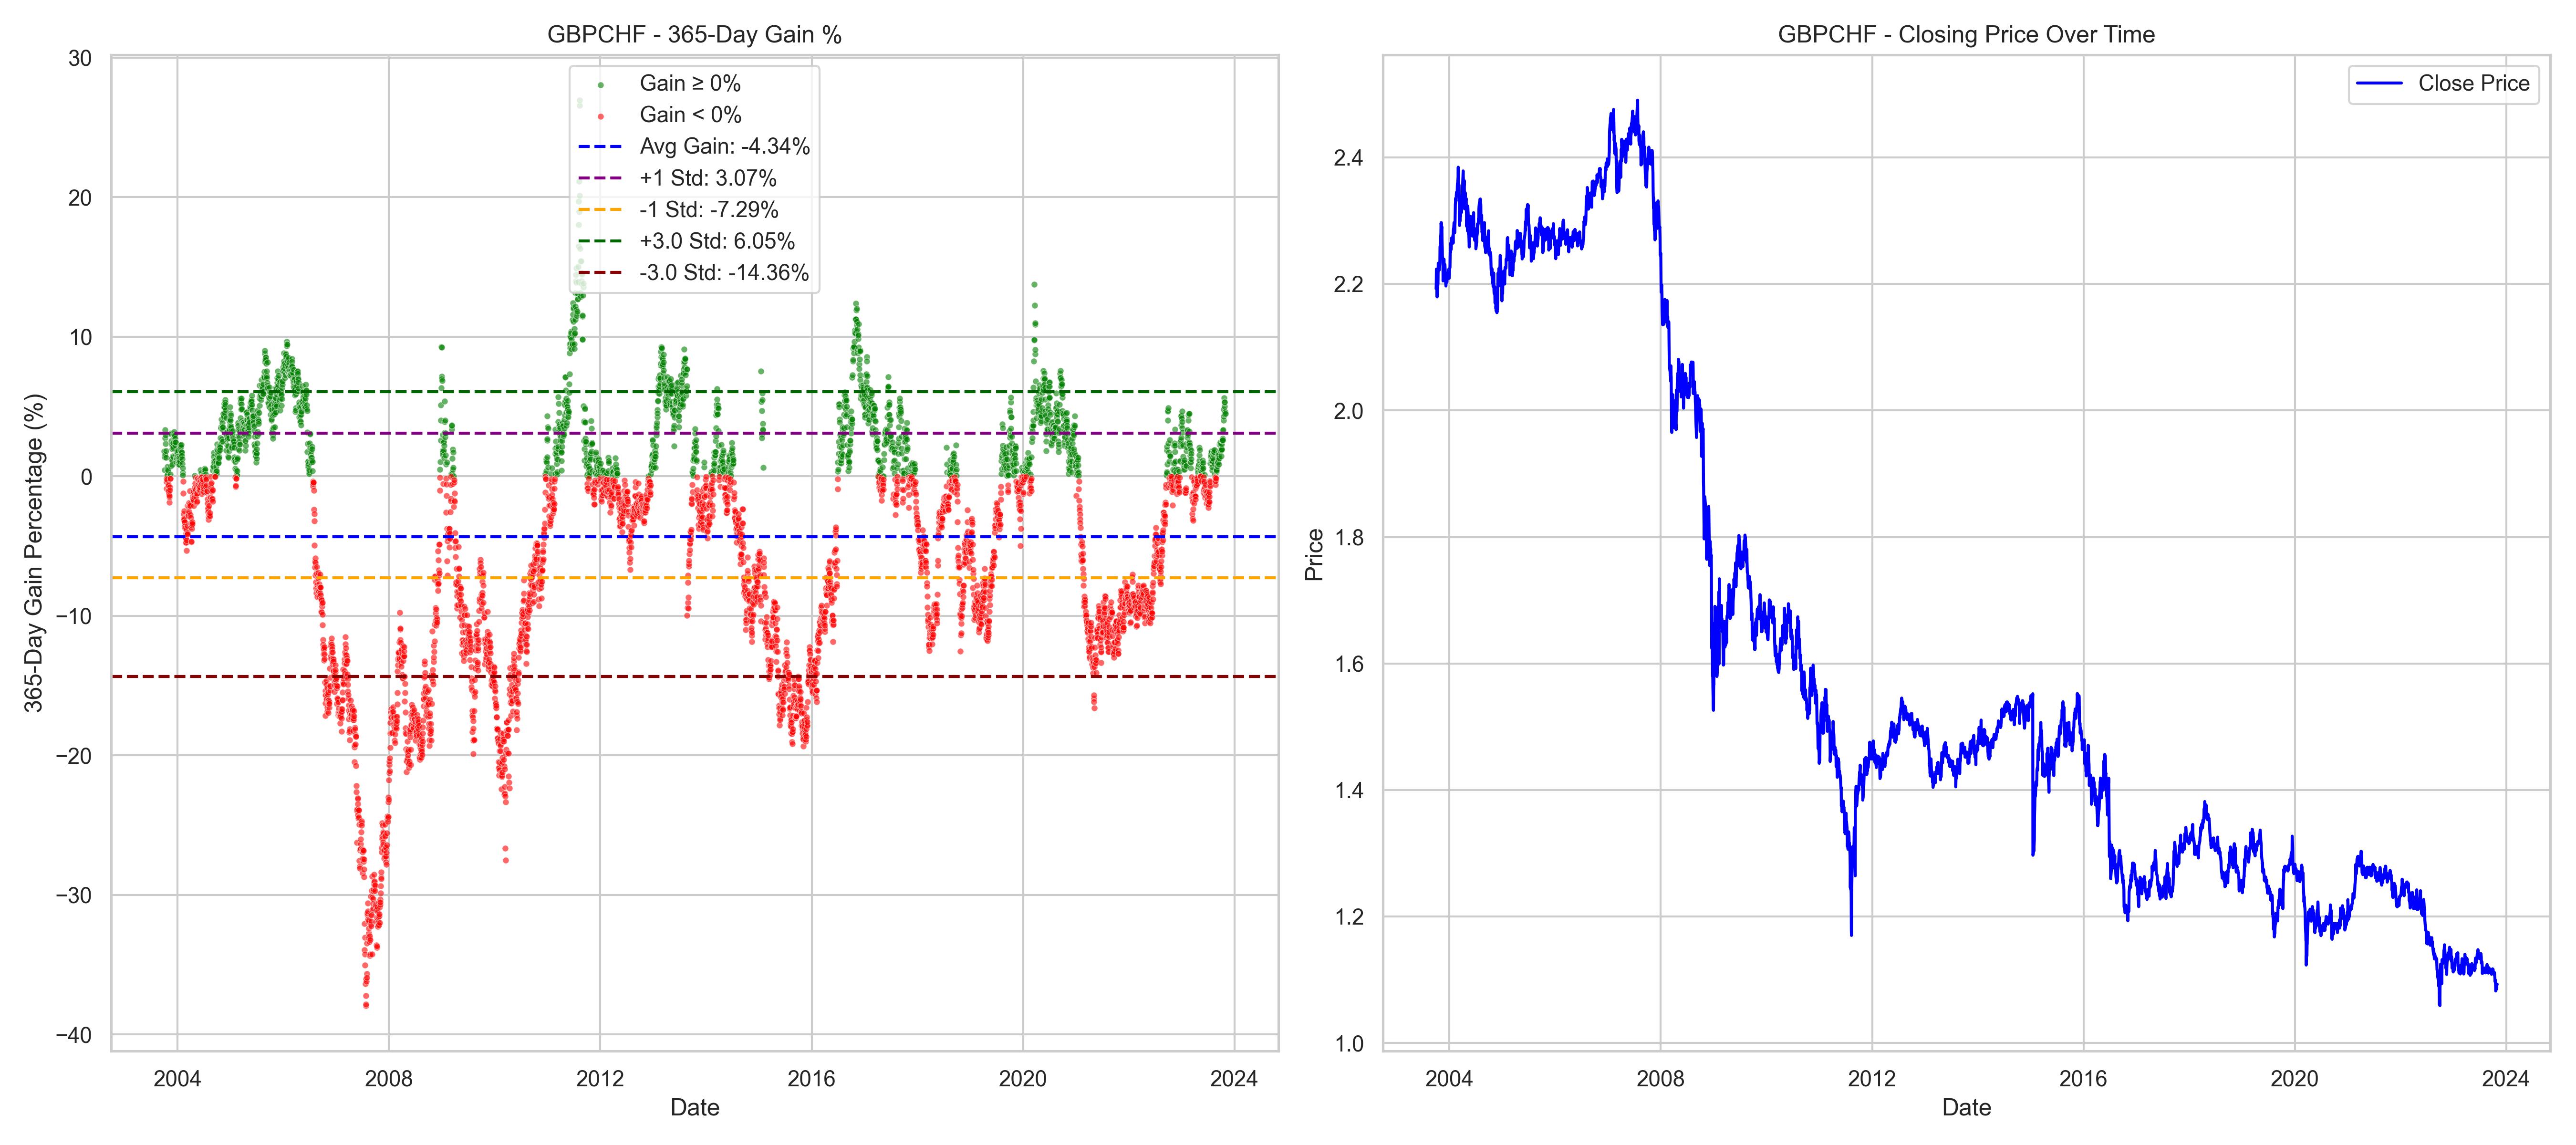 GBPCHF - 365-Day Gain %
30
20
10
0
−10
−20
−30
−40
365-Day Gain Percentage (%)
Gain ≥ 0%
Gain < 0%
Avg Gain: -4.34%
+1 Std: 3.07%
-1 Std: -7.29%
+3.0 Std: 6.05%
-3.0 Std: -14.36%
2004 2008 2012 2016 2020 2024
Date
GBPCHF - Closing Price Over Time
Close Price
2.4
2.2
2.0
1.8
1.6
1.4
1.2
1.0
Price
2004 2008 2012 2016 2020 2024
Date